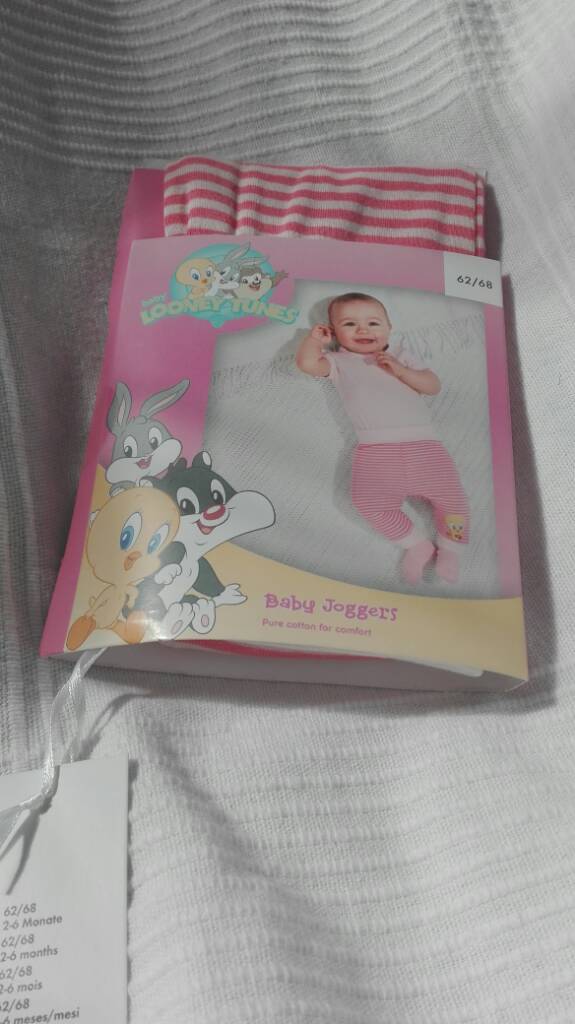 BABY
LOONEY TUNES
62/68
Baby Joggers
Pure cotton for comfort
62/68
2-6 Monate
62/68
2-6 months
62/68
2-6 mois
62/68
-6 meses/mesi